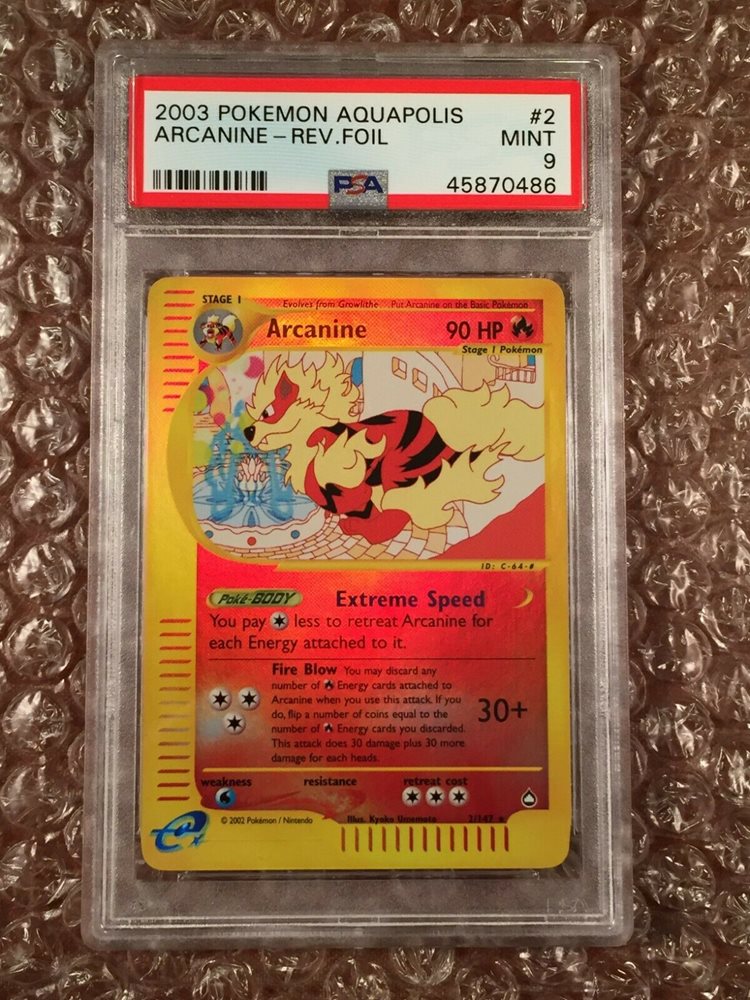 2003 POKEMON AQUAPOLIS #2
ARCANINE - REV.FOIL MINT
9
PSA 45870486
STAGE 1 Evolves from Growlithe Put Arcanine on the Basic Pokémon
Arcanine 90 HP
Stage 1 Pokémon
ID: C-64-#
Poké-BODY Extreme Speed
You pay less to retreat Arcanine for
each Energy attached to it.
Fire Blow You may discard any
number of Energy cards attached to
Arcanine when you use this attack. If you
do, flip a number of coins equal to the
number of Energy cards you discarded.
This attack does 30 damage plus 30 more
damage for each heads.
30+
weakness resistance retreat cost
© 2002 Pokémon / Nintendo Illus. Kyoko Umemoto 2/147 ★
e